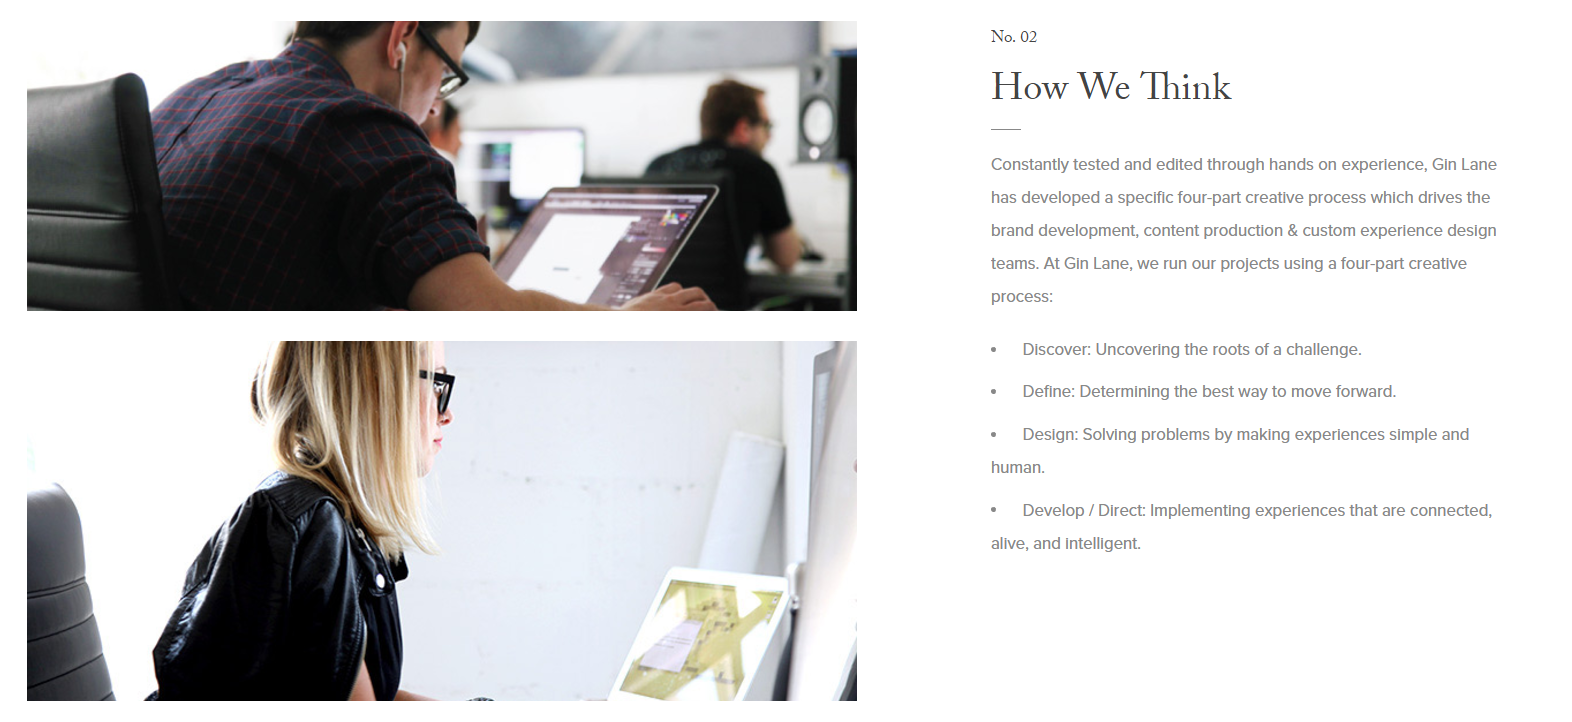 No. 02
How We Think
Constantly tested and edited through hands on experience, Gin Lane
has developed a specific four-part creative process which drives the
brand development, content production & custom experience design
teams. At Gin Lane, we run our projects using a four-part creative
process:
• Discover: Uncovering the roots of a challenge.
• Define: Determining the best way to move forward.
• Design: Solving problems by making experiences simple and
human.
• Develop / Direct: Implementing experiences that are connected,
alive, and intelligent.